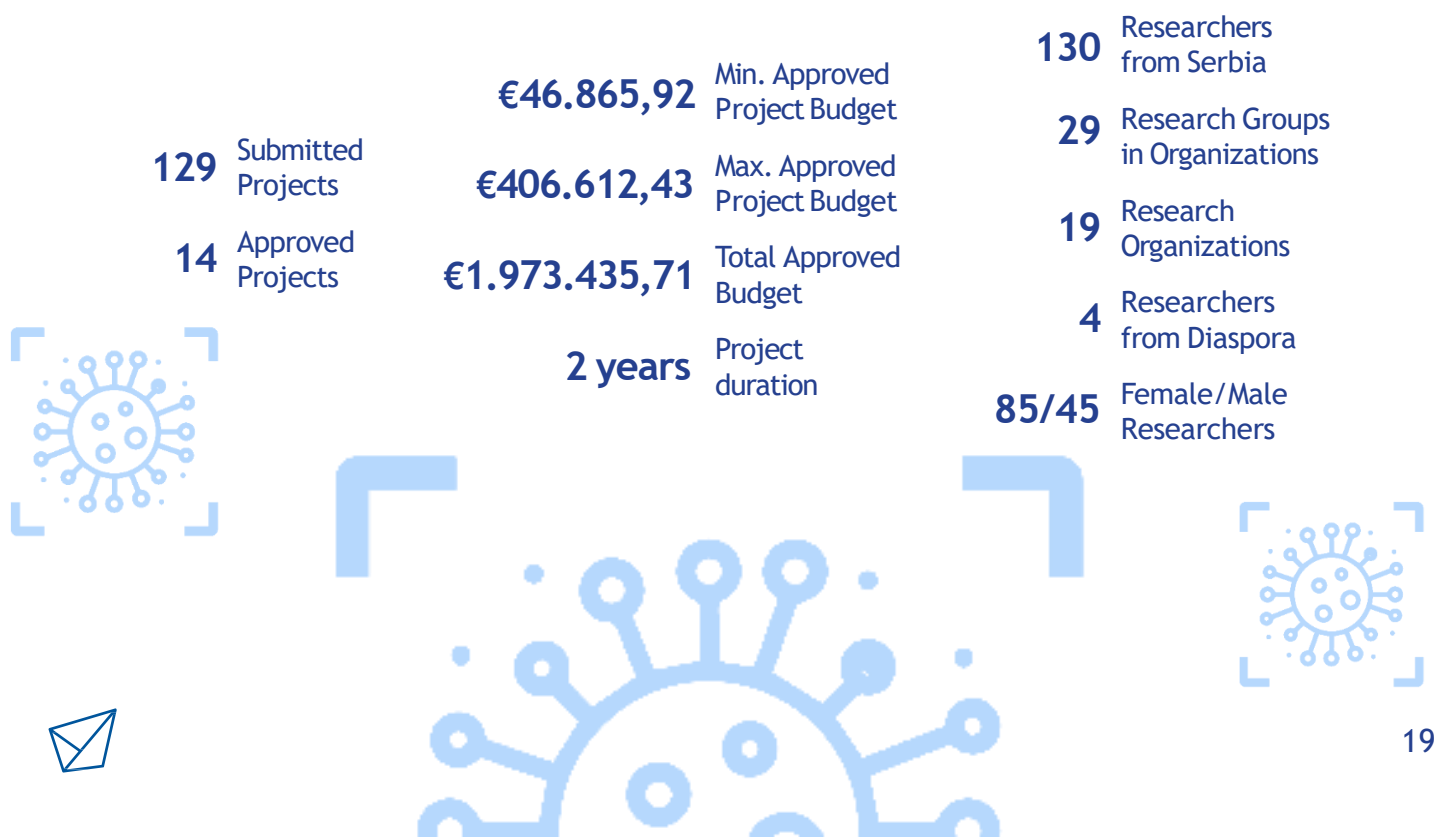 129
Submitted
Projects
14
Approved
Projects
€46.865,92
Min. Approved
Project Budget
€406.612,43
Max. Approved
Project Budget
€1.973.435,71
Total Approved
Budget
2 years
Project
duration
130
Researchers
from Serbia
29
Research Groups
in Organizations
19
Research
Organizations
4
Researchers
from Diaspora
85/45
Female/Male
Researchers
19